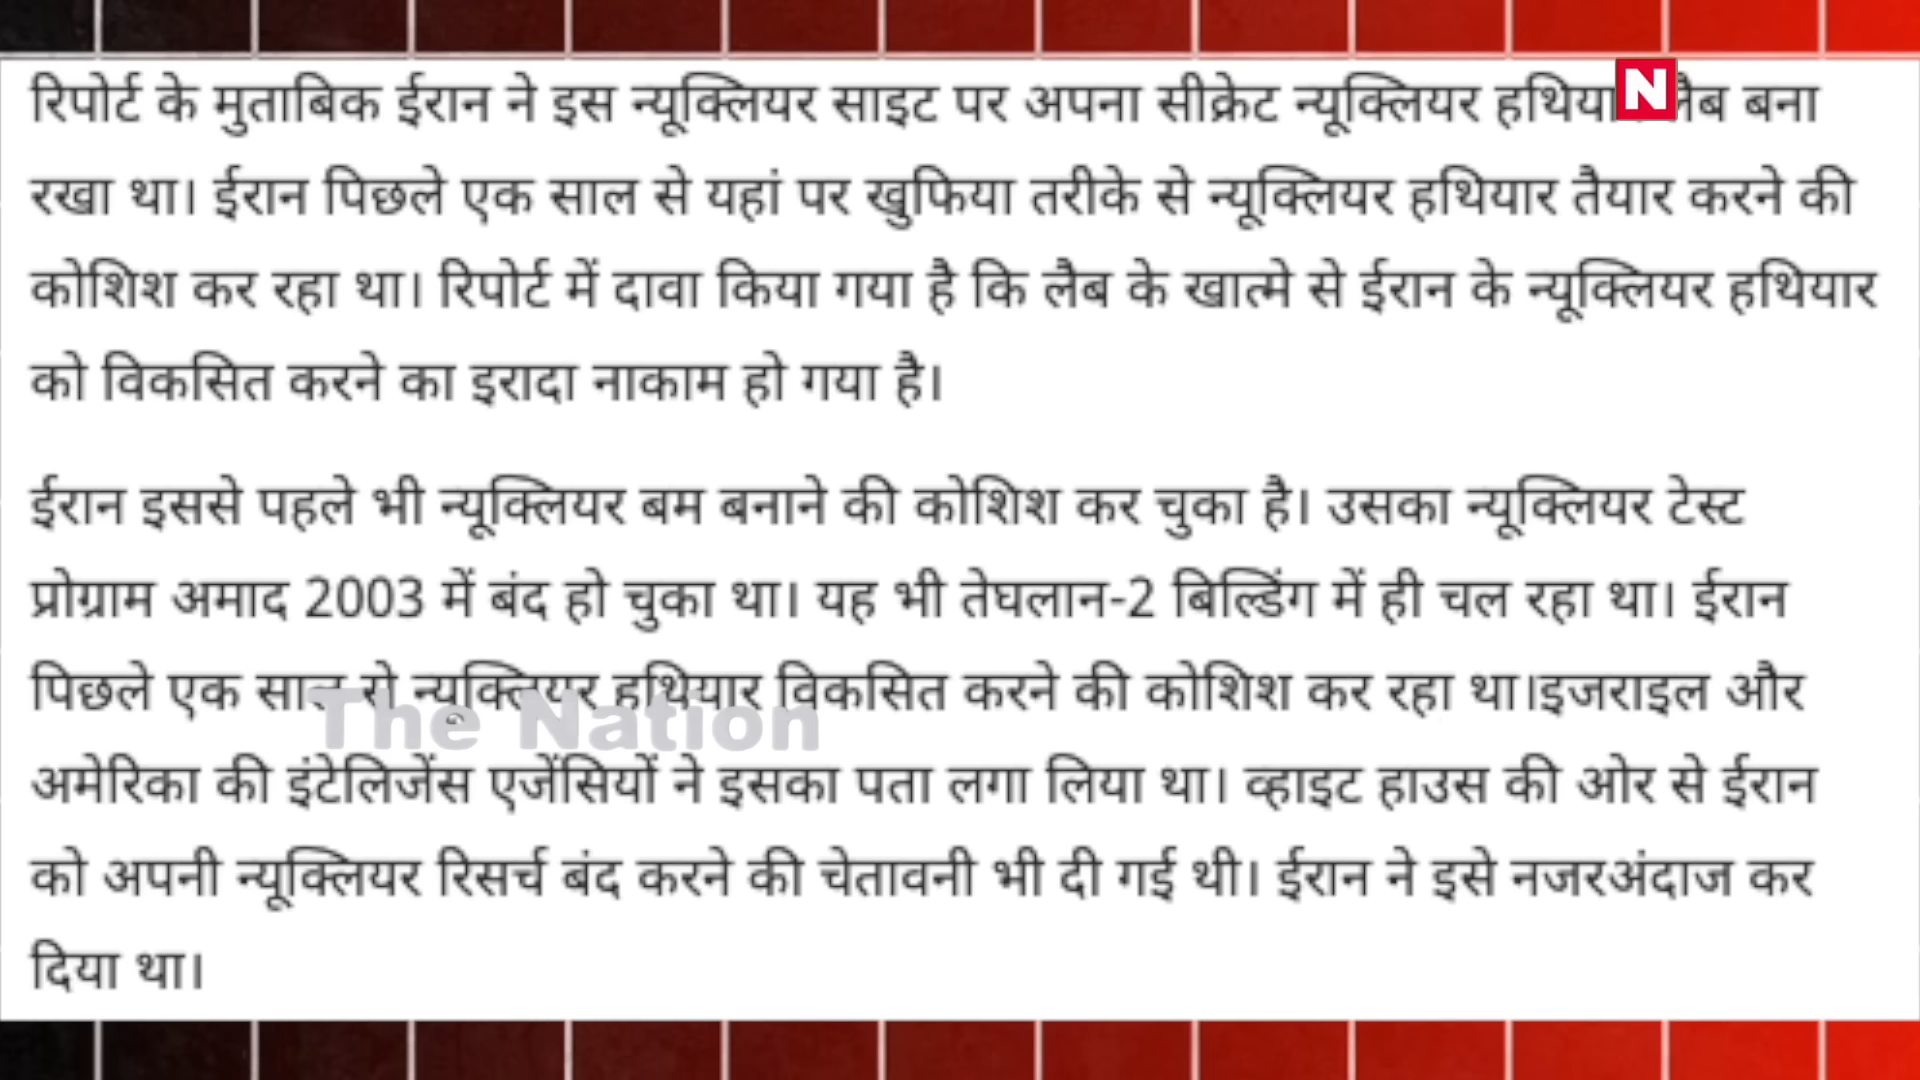 रिपोर्ट के मुताबिक ईरान ने इस न्यूक्लियर साइट पर अपना सीक्रेट न्यूक्लियर हथियार लैब बना
N
रखा था। ईरान पिछले एक साल से यहां पर खुफिया तरीके से न्यूक्लियर हथियार तैयार करने की
कोशिश कर रहा था। रिपोर्ट में दावा किया गया है कि लैब के खात्मे से ईरान के न्यूक्लियर हथियार
को विकसित करने का इरादा नाकाम हो गया है।
ईरान इससे पहले भी न्यूक्लियर बम बनाने की कोशिश कर चुका है। उसका न्यूक्लियर टेस्ट
प्रोग्राम अमाद 2003 में बंद हो चुका था। यह भी तेघलान-2 बिल्डिंग में ही चल रहा था। ईरान
पिछले एक साल से न्यूक्लियर हथियार विकसित करने की कोशिश कर रहा था।इजराइल और
The Nation
अमेरिका की इंटेलिजेंस एजेंसियों ने इसका पता लगा लिया था। व्हाइट हाउस की ओर से ईरान
को अपनी न्यूक्लियर रिसर्च बंद करने की चेतावनी भी दी गई थी। ईरान ने इसे नजरअंदाज कर
दिया था।